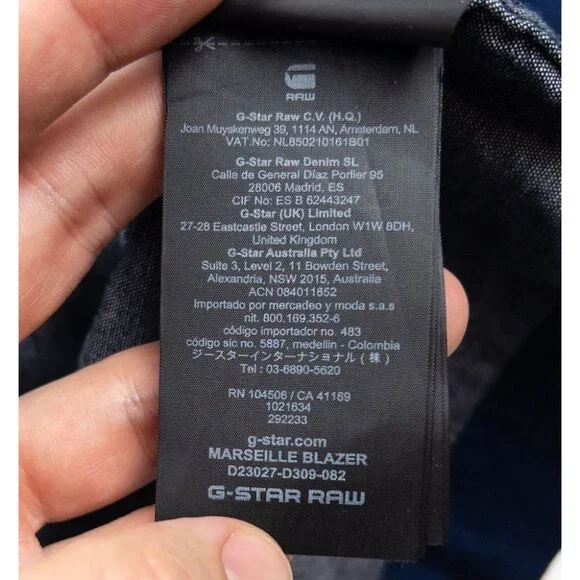 RAW
G-Star Raw C.V. (H.Q.)
Joan Muyskenweg 39, 1114 AN, Amsterdam, NL
VAT.No: NL850210161B01
G-Star Raw Denim SL
Calle de General Díaz Porlier 95
28006 Madrid, ES
CIF No: ES B 62443247
G-Star (UK) Limited
27-28 Eastcastle Street, London W1W 8DH,
United Kingdom
G-Star Australia Pty Ltd
Suite 3, Level 2, 11 Bowden Street,
Alexandria, NSW 2015, Australia
ACN 084011852
Importado por mercadeo y moda s.a.s
nit. 800.169.352-6
código importador no. 483
código sic no. 5887, medellin - Colombia
ジースターインターナショナル（株）
Tel : 03-6890-5620
RN 104506 / CA 41169
1021634
292233
g-star.com
MARSEILLE BLAZER
D23027-D309-082
G-STAR RAW